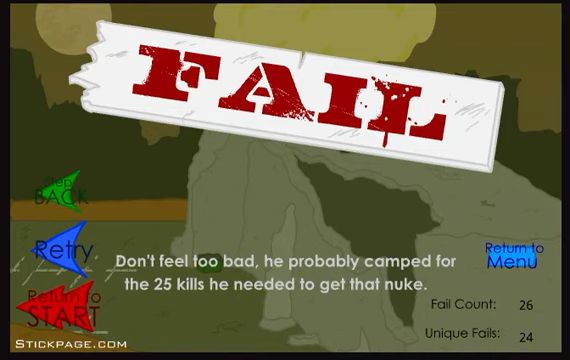 FAIL
Step
BACK
Retry
Return to
START
Don't feel too bad, he probably camped for
the 25 kills he needed to get that nuke.
Return to
Menu
Fail Count: 26
Unique Fails: 24
STICKPAGE.COM